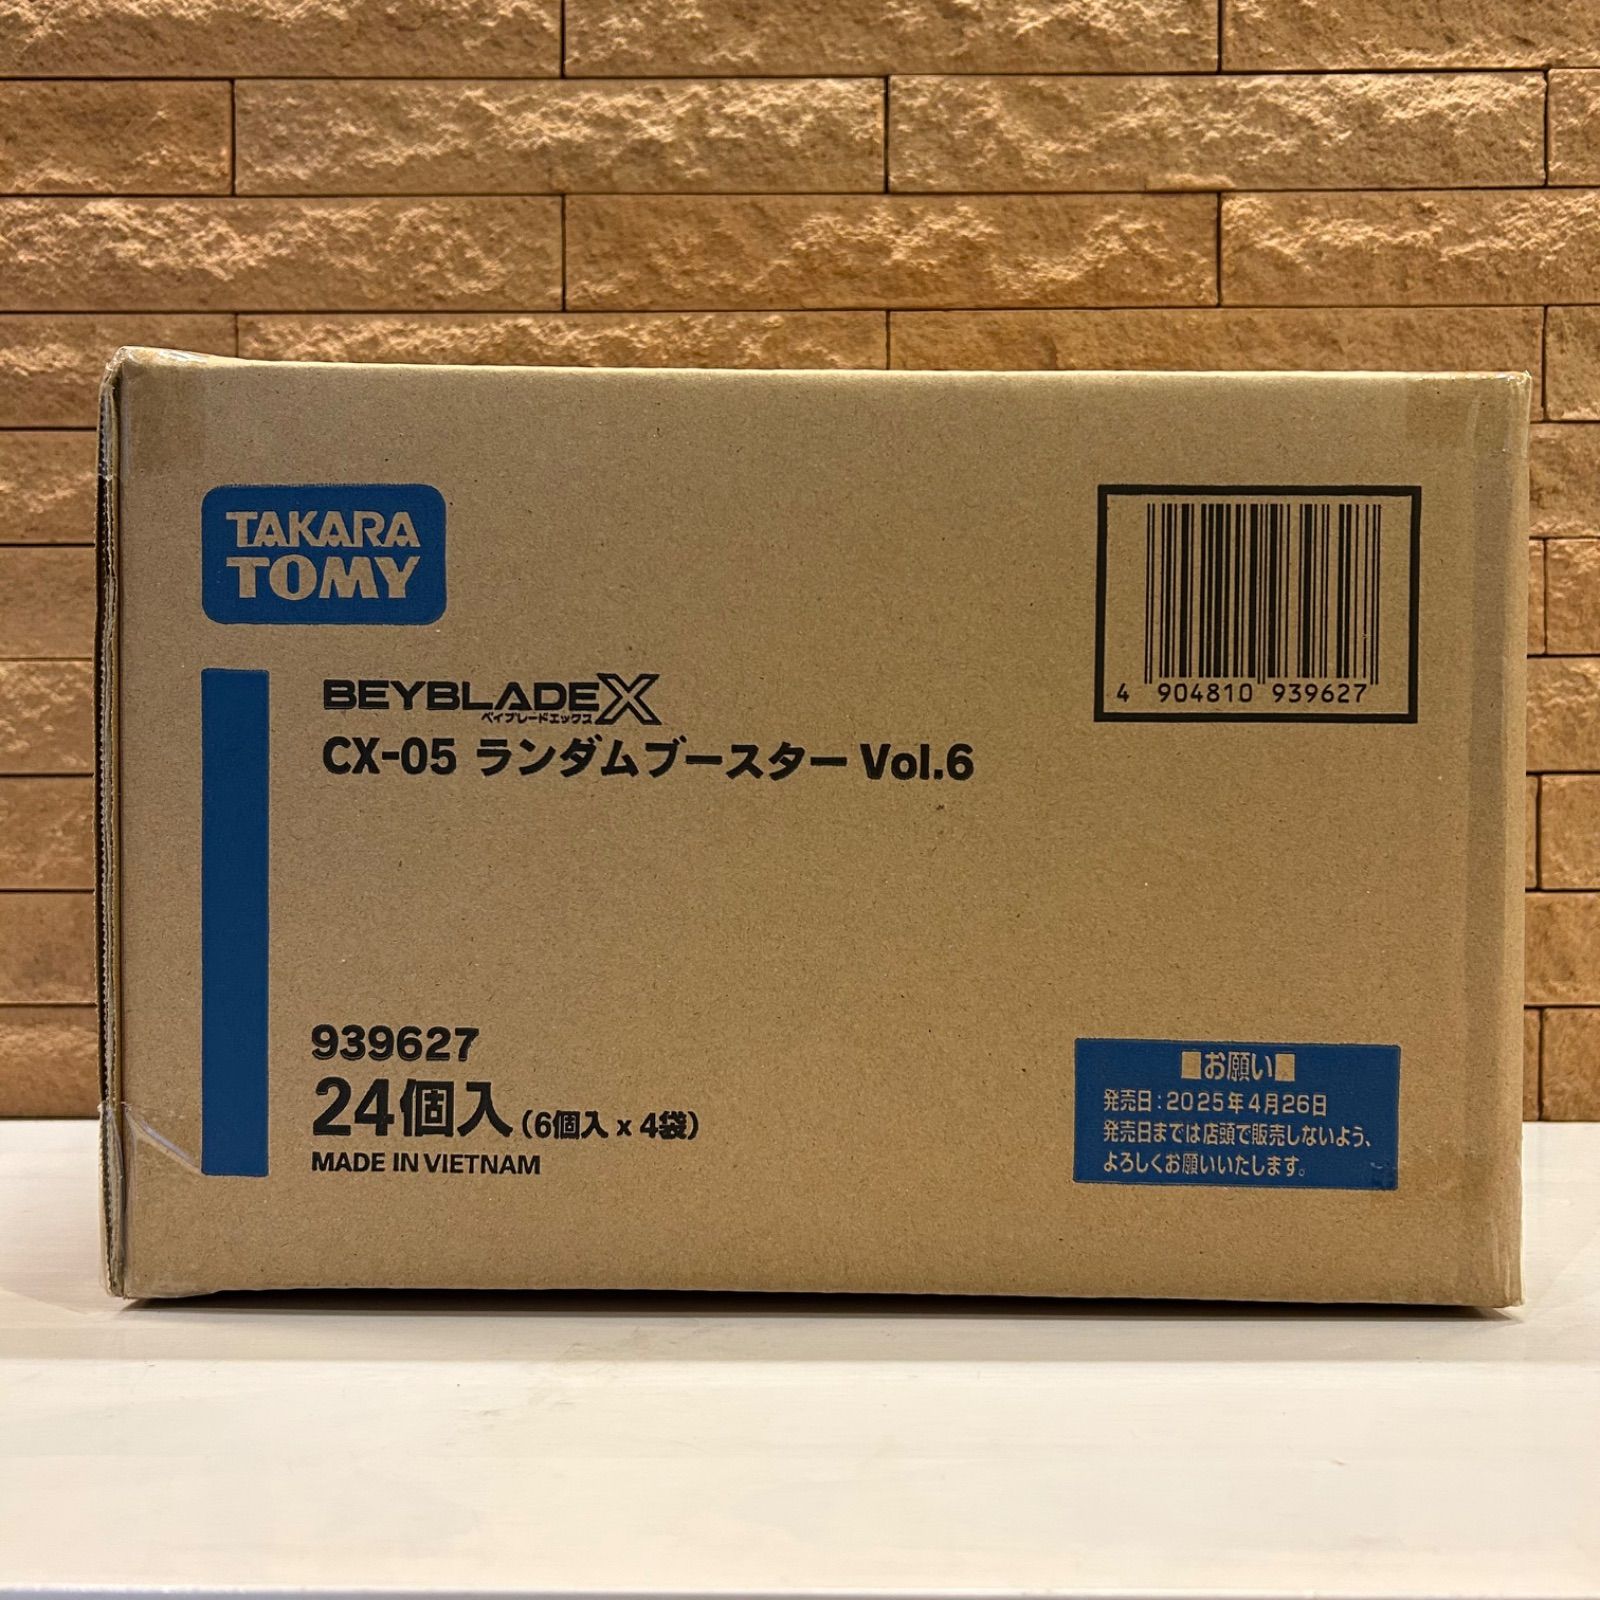 TAKARA
TOMY
4 904810 939627
BEYBLADE X
ベイブレードエックス
CX-05 ランダムブースター Vol.6
939627
24個入(6個入 x 4袋)
MADE IN VIETNAM
■お願い■
発売日:2025年4月26日
発売日までは店頭で販売しないよう、
よろしくお願いいたします。